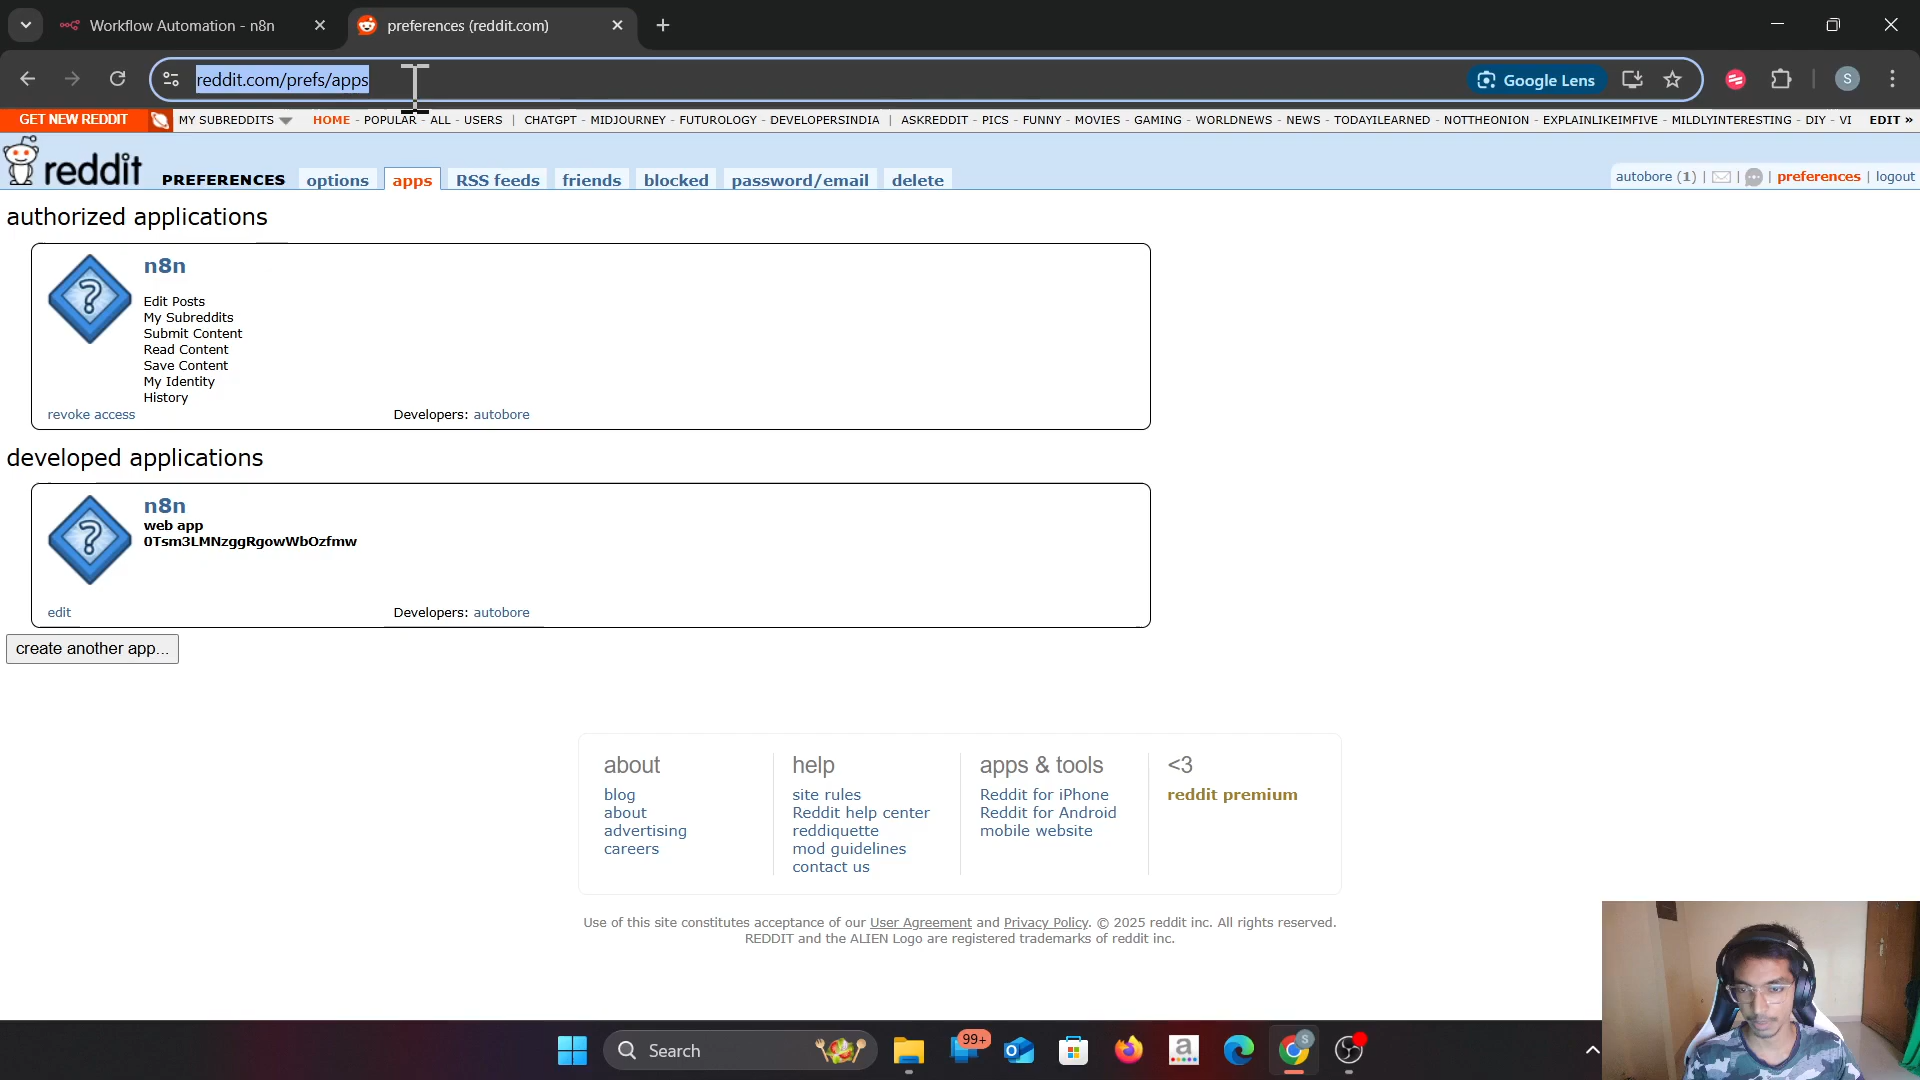 Workflow Automation - n8n
preferences (reddit.com)
reddit.com/prefs/apps
Google Lens
S
GET NEW REDDIT
MY SUBREDDITS
HOME - POPULAR - ALL - USERS | CHATGPT - MIDJOURNEY - FUTUROLOGY - DEVELOPERSINDIA | ASKREDDIT - PICS - FUNNY - MOVIES - GAMING - WORLDNEWS - NEWS - TODAYILEARNED - NOTTHEONION - EXPLAINLIKEIMFIVE - MILDLYINTERESTING - DIY - VI
EDIT »
reddit
PREFERENCES
options
apps
RSS feeds
friends
blocked
password/email
delete
autobore (1) | | | preferences | logout
authorized applications
?
n8n
Edit Posts
My Subreddits
Submit Content
Read Content
Save Content
My Identity
History
revoke access
Developers: autobore
developed applications
?
n8n
web app
0Tsm3LMNzggRgowWbOzfmw
edit
Developers: autobore
create another app...
about
blog
about
advertising
careers
help
site rules
Reddit help center
reddiquette
mod guidelines
contact us
apps & tools
Reddit for iPhone
Reddit for Android
mobile website
<3
reddit premium
Use of this site constitutes acceptance of our User Agreement and Privacy Policy. © 2025 reddit inc. All rights reserved.
REDDIT and the ALIEN Logo are registered trademarks of reddit inc.
Search
99+
a
S